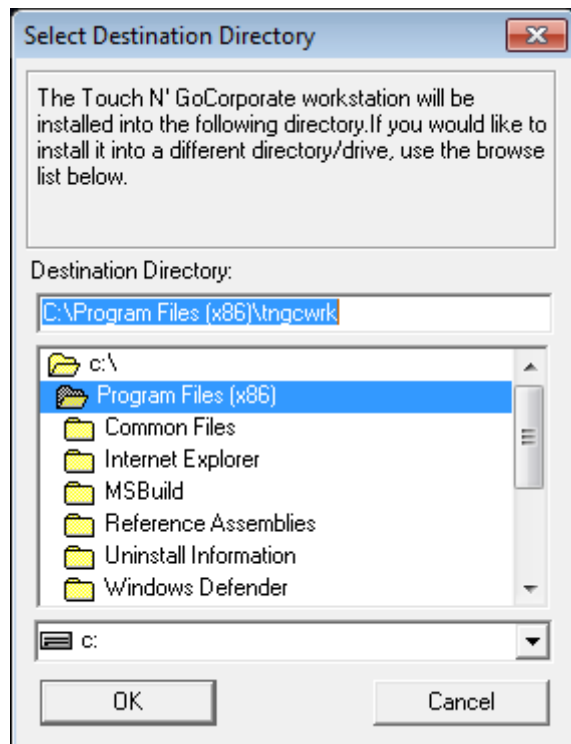 Select Destination Directory
The Touch N' GoCorporate workstation will be
installed into the following directory.If you would like to
install it into a different directory/drive, use the browse
list below.
Destination Directory:
C:\Program Files (x86)\tngcwrk
c:\
Program Files (x86)
Common Files
Internet Explorer
MSBuild
Reference Assemblies
Uninstall Information
Windows Defender
c:
OK Cancel